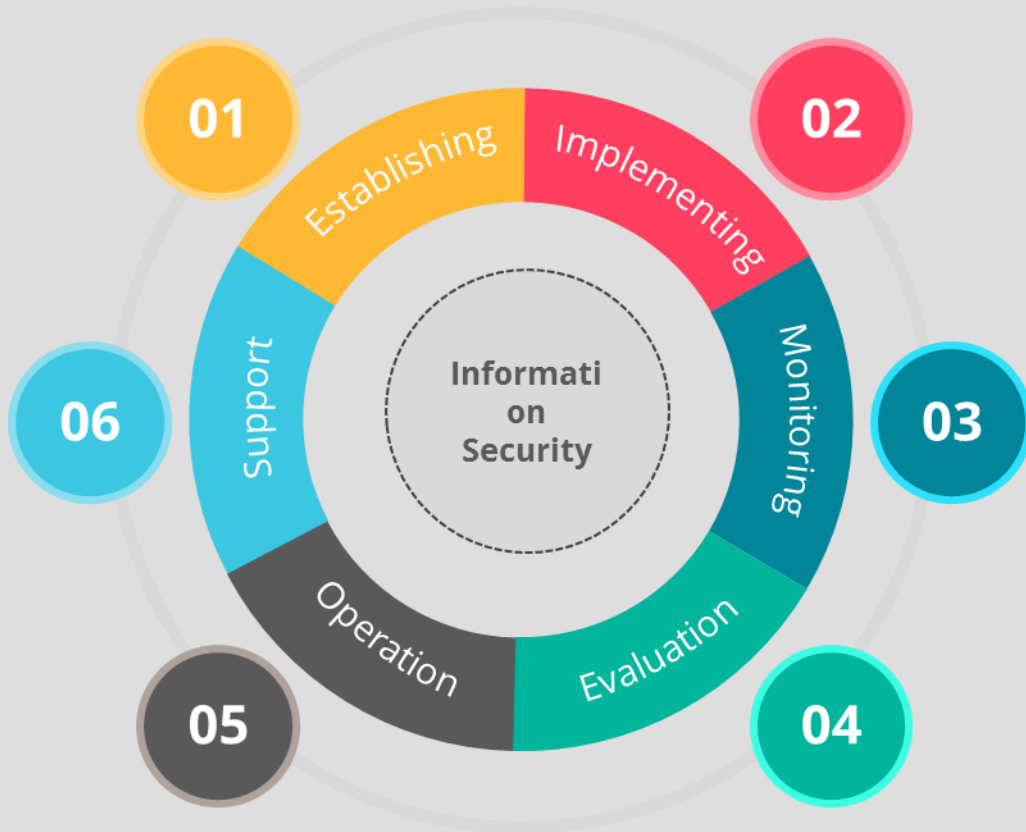 01
Establishing
02
Implementing
03
Monitoring
04
Evaluation
05
Operation
06
Support
Informati
on
Security